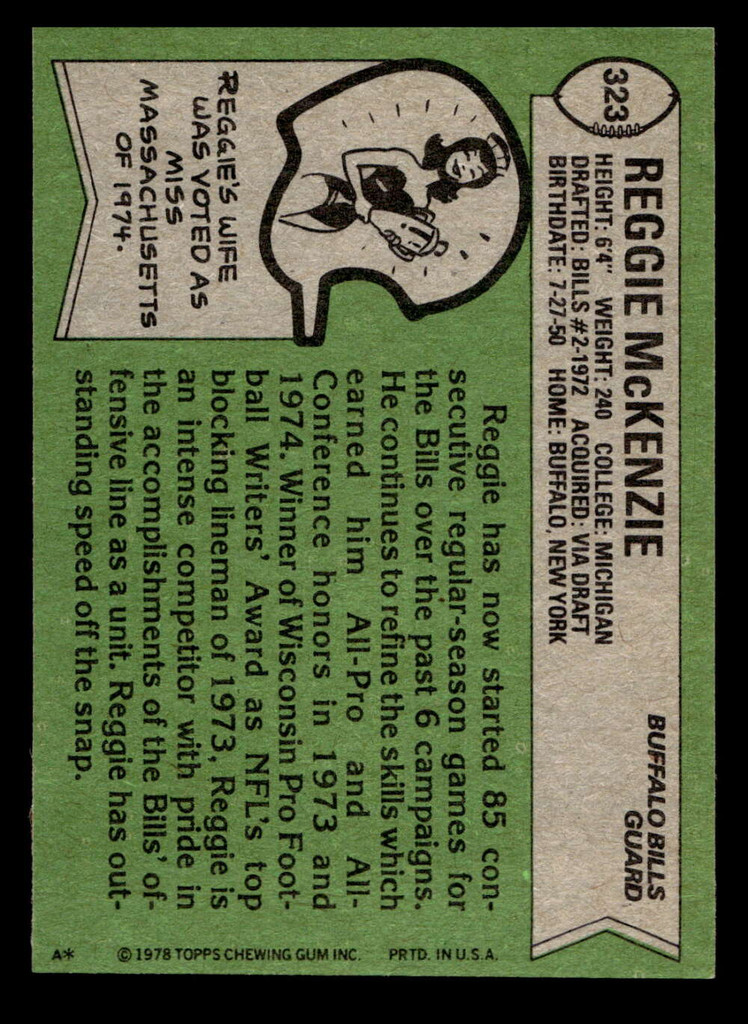 323
REGGIE McKENZIE
HEIGHT: 6'4" WEIGHT: 240 COLLEGE: MICHIGAN
DRAFTED: BILLS #2-1972 ACQUIRED: VIA DRAFT
BIRTHDATE: 7-27-50 HOME: BUFFALO, NEW YORK
BUFFALO BILLS
GUARD
REGGIE'S WIFE
WAS VOTED AS
MISS
MASSACHUSETTS
OF 1974.
Reggie has now started 85 con-
secutive regular-season games for
the Bills over the past 6 campaigns.
He continues to refine the skills which
earned him All-Pro and All-
Conference honors in 1973 and
1974. Winner of Wisconsin Pro Foot-
ball Writers' Award as NFL's top
blocking lineman of 1973, Reggie is
an intense competitor with pride in
the accomplishments of the Bills' of-
fensive line as a unit. Reggie has out-
standing speed off the snap.
A* © 1978 TOPPS CHEWING GUM INC. PRTD. IN U.S.A.